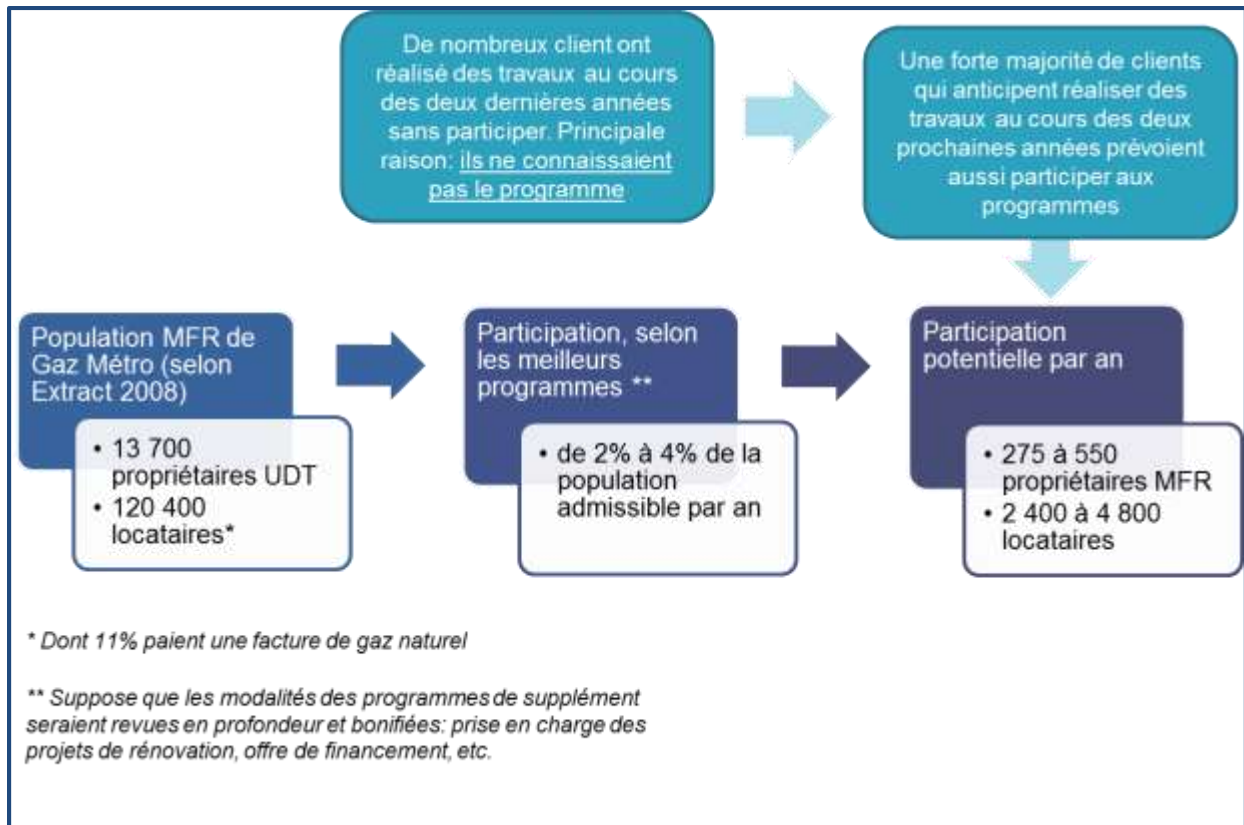 De nombreux client ont
réalisé des travaux au cours
des deux dernières années
sans participer. Principale
raison: ils ne connaissaient
pas le programme
Une forte majorité de clients
qui anticipent réaliser des
travaux au cours des deux
prochaines années prévoient
aussi participer aux
programmes
Population MFR de
Gaz Métro (selon
Extract 2008)
• 13 700
propriétaires UDT
• 120 400
locataires*
Participation, selon
les meilleurs
programmes **
• de 2% à 4% de la
population
admissible par an
Participation
potentielle par an
• 275 à 550
propriétaires MFR
• 2 400 à 4 800
locataires
* Dont 11% paient une facture de gaz naturel
** Suppose que les modalités des programmes de supplément
seraient revues en profondeur et bonifiées: prise en charge des
projets de rénovation, offre de financement, etc.